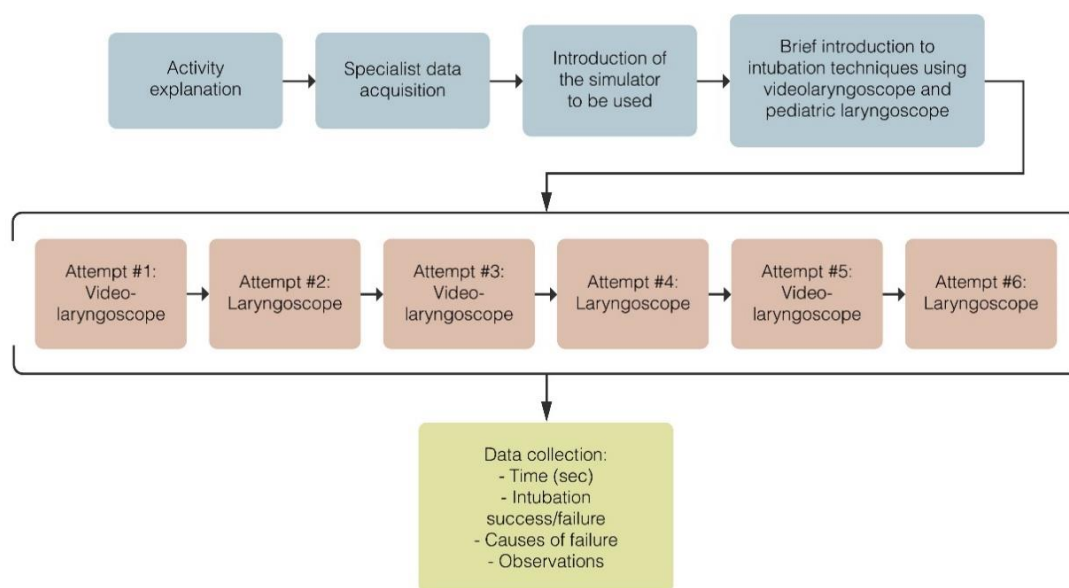 Activity
explanation
Specialist data
acquisition
Introduction of
the simulator
to be used
Brief introduction to
intubation techniques using
videolaryngoscope and
pediatric laryngoscope
Attempt #1:
Video-
laryngoscope
Attempt #2:
Laryngoscope
Attempt #3:
Video-
laryngoscope
Attempt #4:
Laryngoscope
Attempt #5:
Video-
laryngoscope
Attempt #6:
Laryngoscope
Data collection:
- Time (sec)
- Intubation
success/failure
- Causes of failure
- Observations